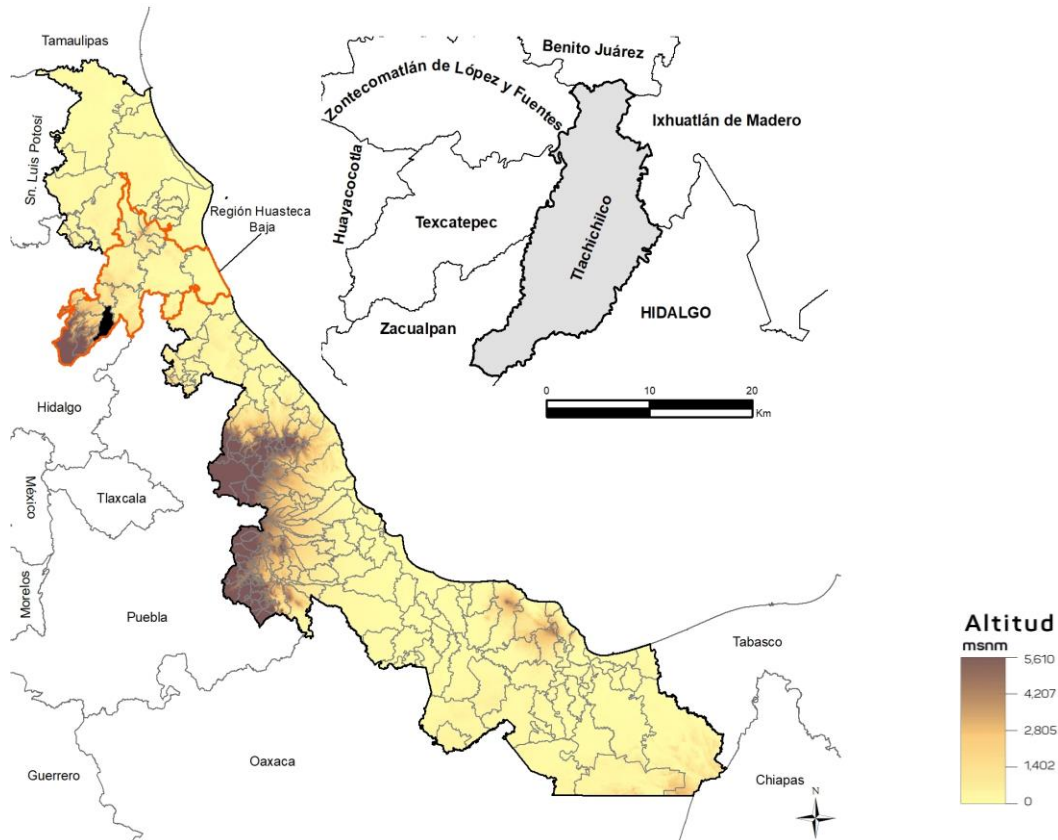 Tamaulipas
Sn. Luis Potosí
Región Huasteca
Baja
Hidalgo
México
Tlaxcala
Morelos
Puebla
Guerrero
Oaxaca
Tabasco
Chiapas
N
Benito Juárez
Zontecomatlán de López y Fuentes
Ixhuatlán de Madero
Huayacocotla
Texcatepec
Tlachichilco
Zacualpan
HIDALGO
0 10 20
Km
Altitud
msnm
5,610
4,207
2,805
1,402
0